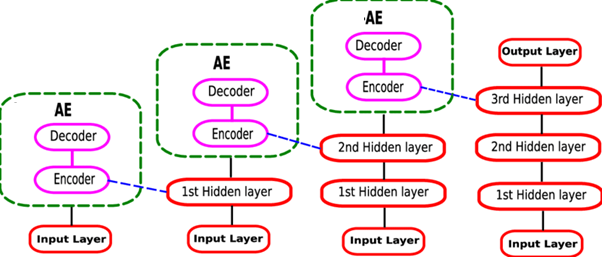 AE
Decoder
Encoder
Input Layer
AE
Decoder
Encoder
1st Hidden layer
Input Layer
AE
Decoder
Encoder
2nd Hidden layer
1st Hidden layer
Input Layer
Output Layer
3rd Hidden layer
2nd Hidden layer
1st Hidden layer
Input Layer